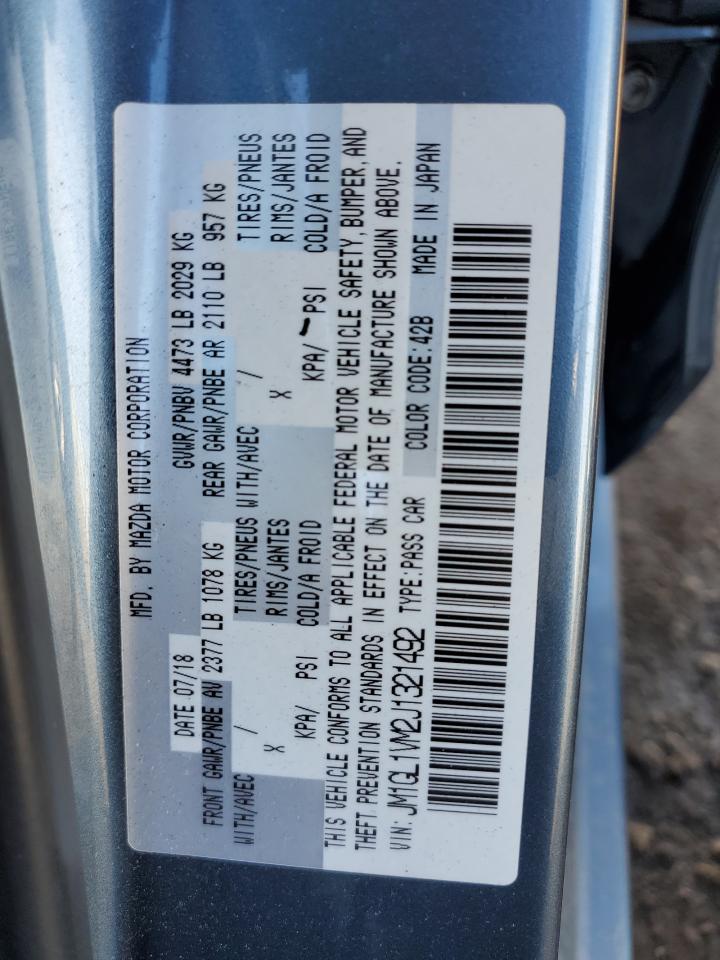 MFD. BY MAZDA MOTOR CORPORATION
DATE 07/18 GVWR/PNBV 4473 LB 2029 KG
FRONT GAWR/PNBE AV 2377 LB 1078 KG REAR GAWR/PNBE AR 2110 LB 957 KG
WITH/AVEC / TIRES/PNEUS WITH/AVEC / TIRES/PNEUS
X RIMS/JANTES X RIMS/JANTES
KPA/ PSI COLD/A FROID KPA/ PSI COLD/A FROID
THIS VEHICLE CONFORMS TO ALL APPLICABLE FEDERAL MOTOR VEHICLE SAFETY, BUMPER, AND
THEFT PREVENTION STANDARDS IN EFFECT ON THE DATE OF MANUFACTURE SHOWN ABOVE.
VIN: JM1GL1VM2J1321492 TYPE: PASS CAR COLOR CODE: 42B MADE IN JAPAN